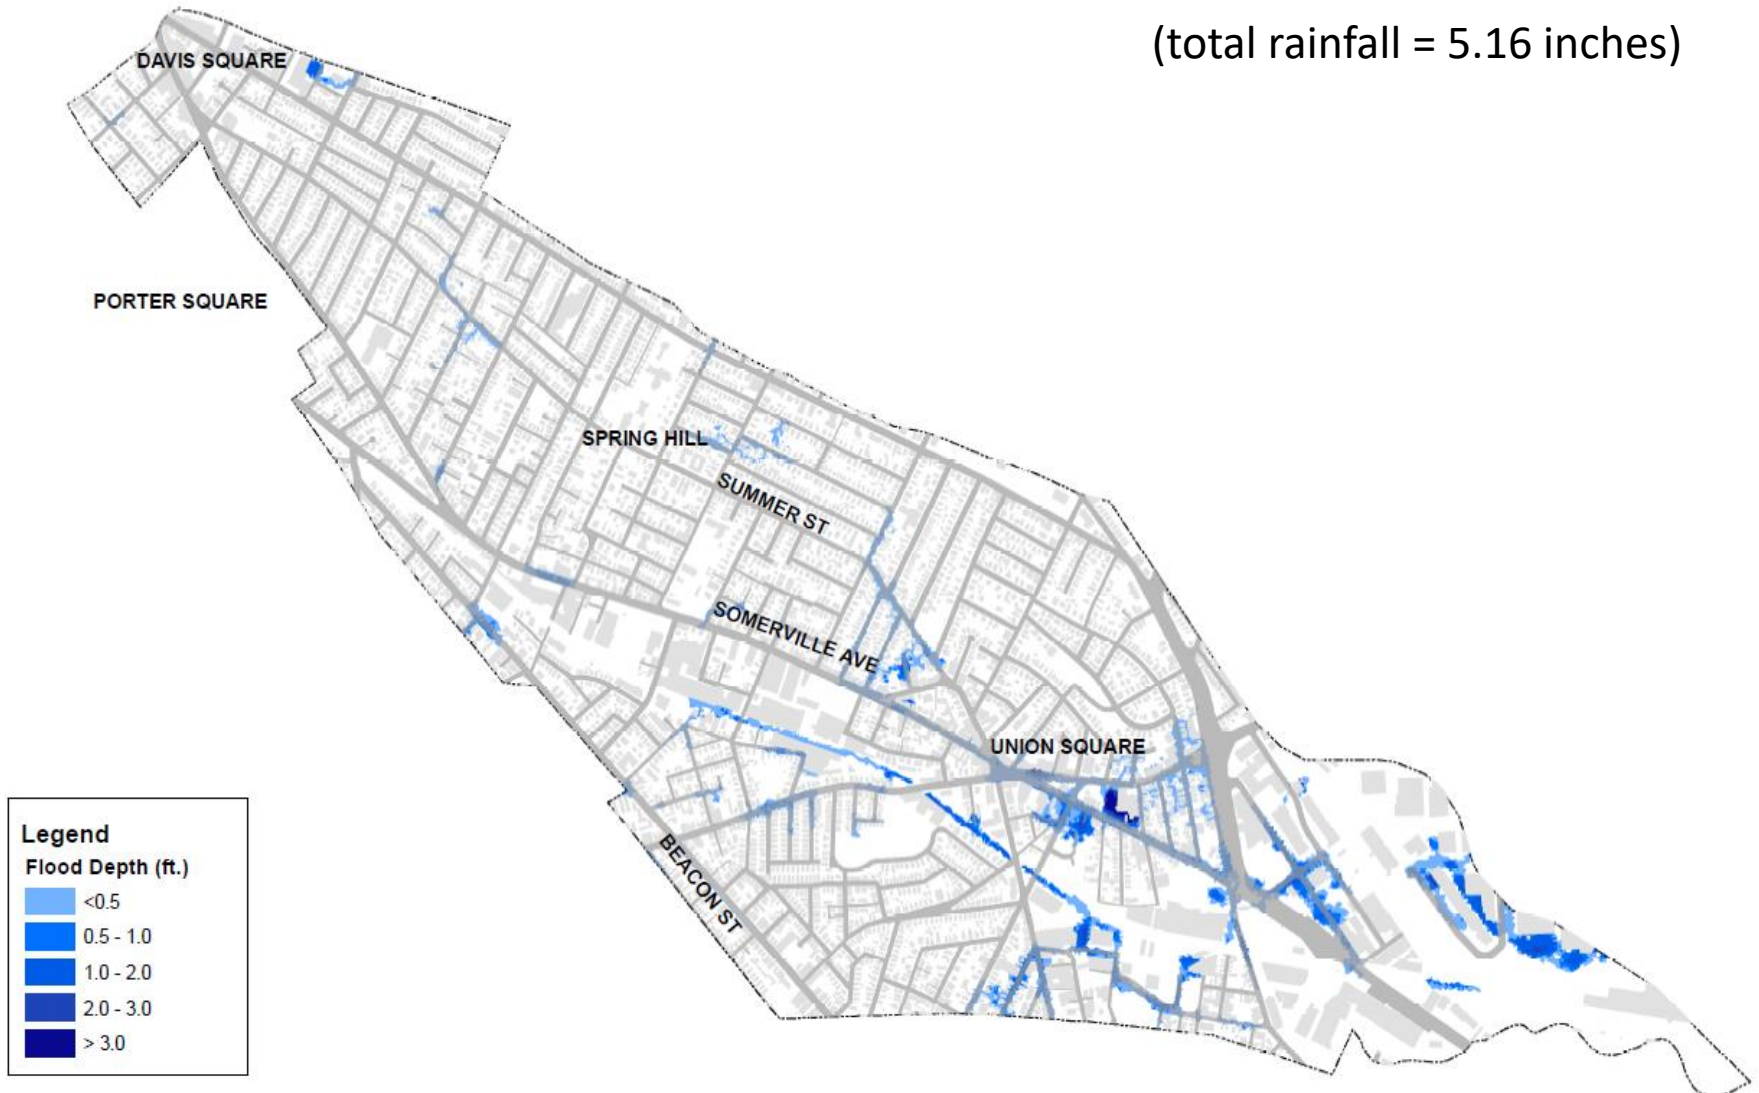 (total rainfall = 5.16 inches)
DAVIS SQUARE
PORTER SQUARE
SPRING HILL
SUMMER ST
SOMERVILLE AVE
UNION SQUARE
BEACON ST
Legend
Flood Depth (ft.)
<0.5
0.5 - 1.0
1.0 - 2.0
2.0 - 3.0
> 3.0